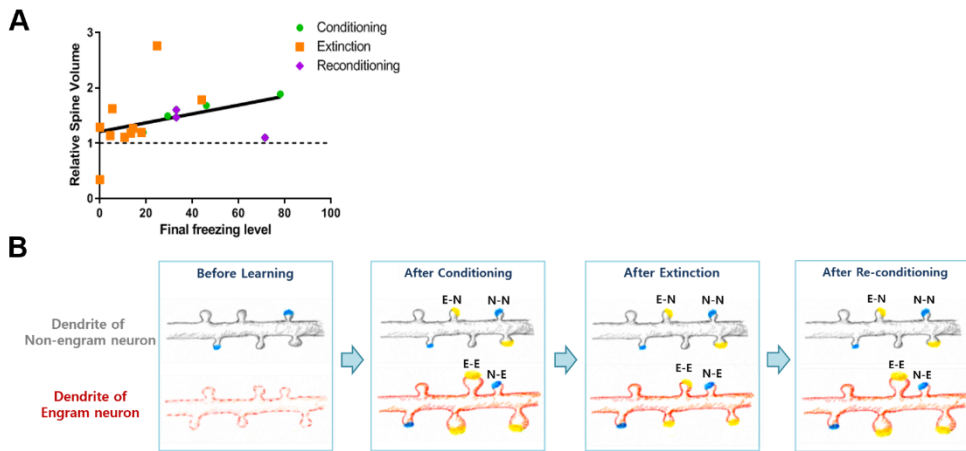 A
Conditioning
Extinction
Reconditioning
Relative Spine Volume
3
2
1
0
0 20 40 60 80 100
Final freezing level
B
Before Learning
After Conditioning
After Extinction
After Re-conditioning
E-N N-N
E-N N-N
E-N N-N
Dendrite of
Non-engram neuron
E-E
N-E
E-E N-E
E-E
N-E
Dendrite of
Engram neuron